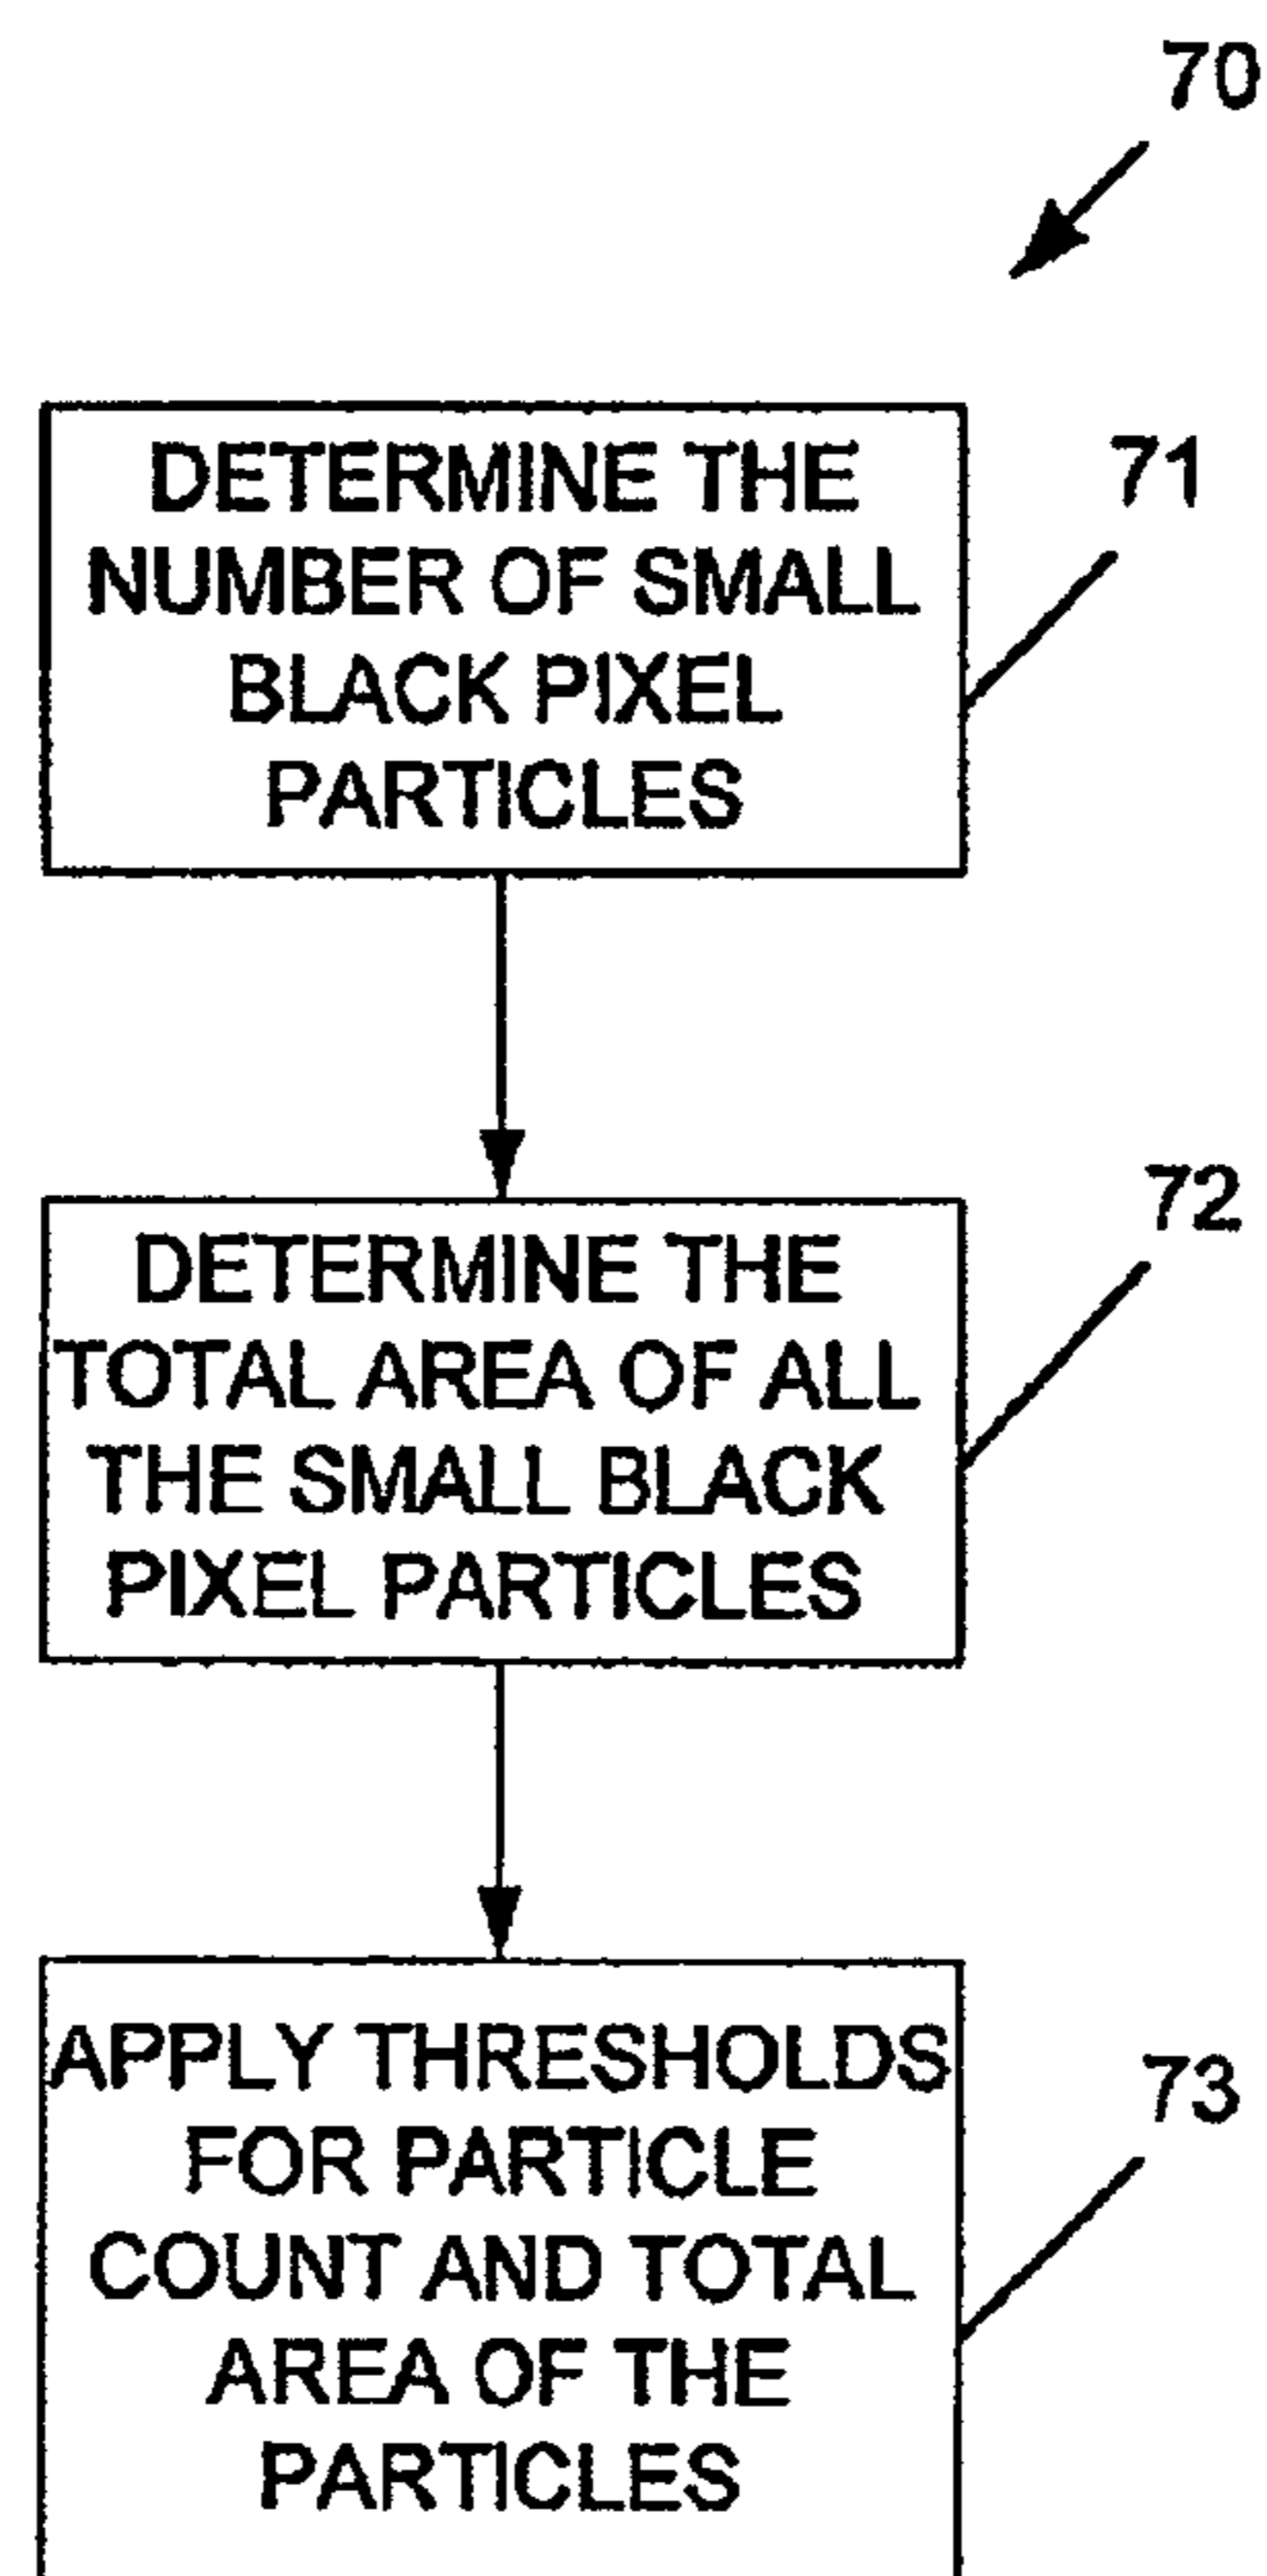 70
DETERMINE THE
NUMBER OF SMALL
BLACK PIXEL
PARTICLES
71
DETERMINE THE
TOTAL AREA OF ALL
THE SMALL BLACK
PIXEL PARTICLES
72
APPLY THRESHOLDS
FOR PARTICLE
COUNT AND TOTAL
AREA OF THE
PARTICLES
73